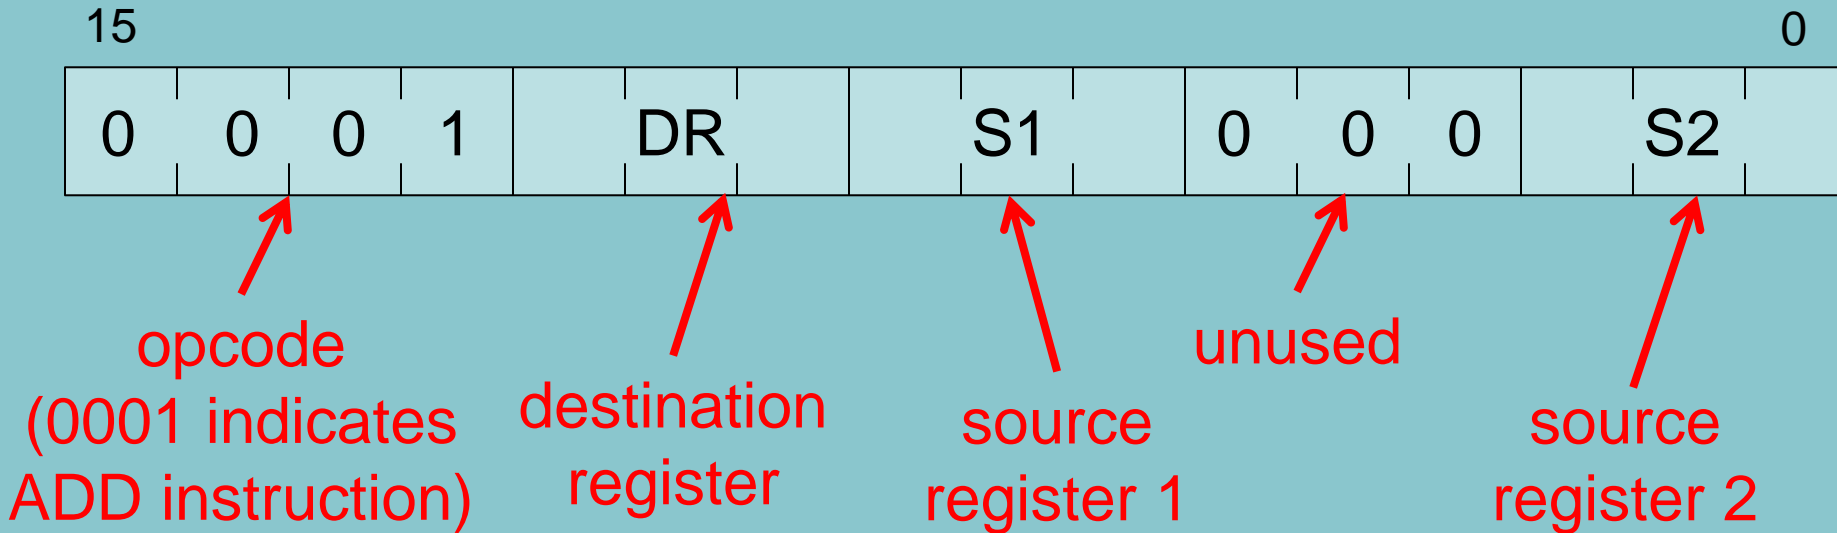 15 0
0 0 0 1 DR S1 0 0 0 S2
opcode
(0001 indicates
ADD instruction)
destination
register
source
register 1
unused
source
register 2